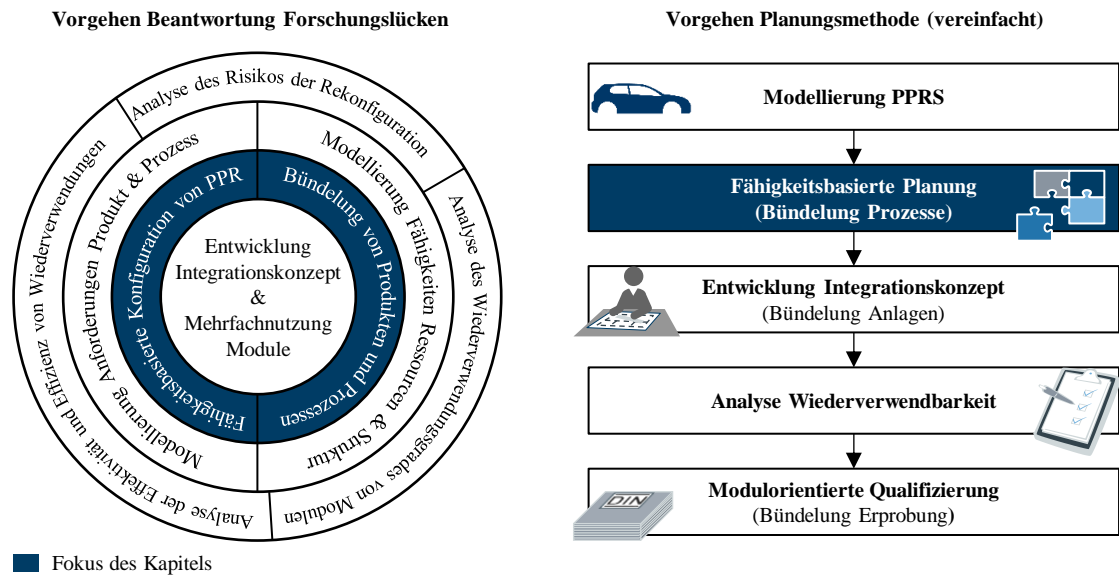 Vorgehen Beantwortung Forschungslücken
Analyse des Risikos der Rekonfiguration
Analyse des Wiederverwendungsgrades von Modulen
Analyse der Effektivität und Effizienz von Wiederverwendungen
Modellierung Anforderungen Produkt & Prozess
Modellierung Fähigkeiten Ressourcen & Struktur
Fähigkeitsbasierte Konfiguration von PPR
Bündelung von Produkten und Prozessen
Entwicklung
Integrationskonzept
&
Mehrfachnutzung
Module
Fokus des Kapitels
Vorgehen Planungsmethode (vereinfacht)
Modellierung PPRS
Fähigkeitsbasierte Planung
(Bündelung Prozesse)
Entwicklung Integrationskonzept
(Bündelung Anlagen)
Analyse Wiederverwendbarkeit
DIN
Modulorientierte Qualifizierung
(Bündelung Erprobung)